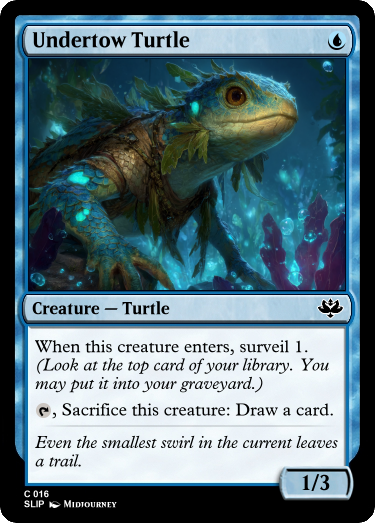 Undertow Turtle
Creature — Turtle
When this creature enters, surveil 1.
(Look at the top card of your library. You
may put it into your graveyard.)
, Sacrifice this creature: Draw a card.
Even the smallest swirl in the current leaves
a trail.
1/3
C 016
SLIP Midjourney